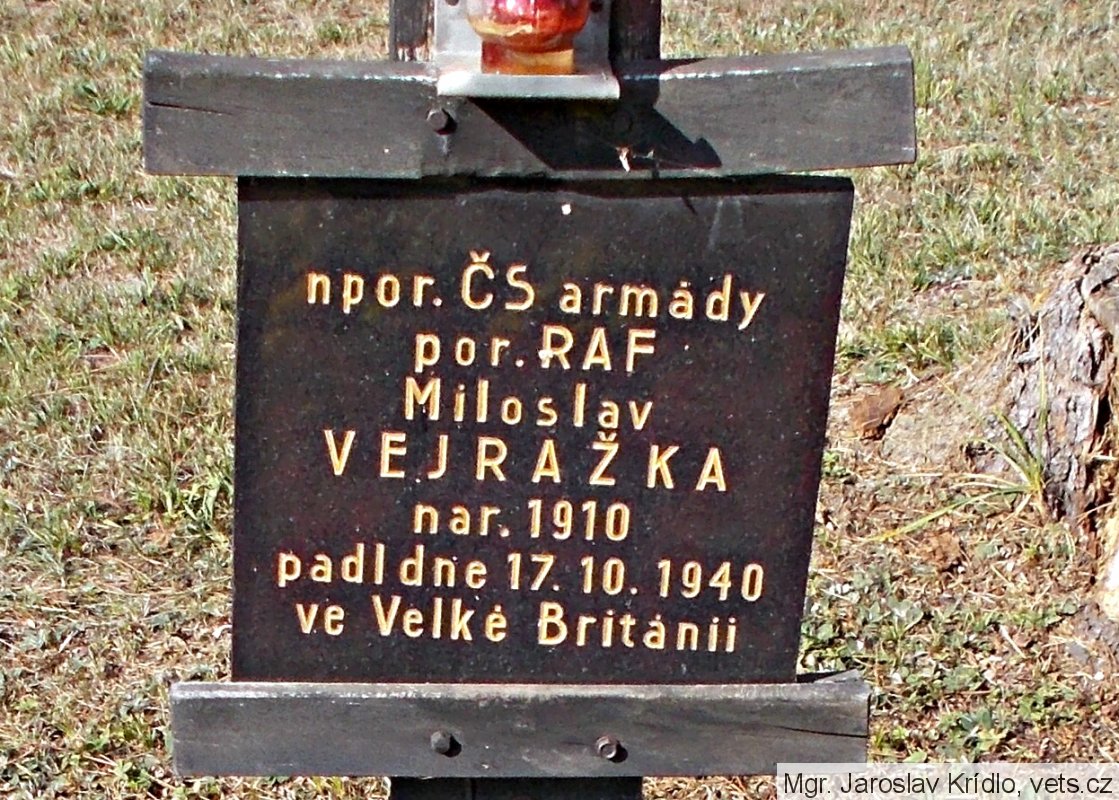 npor. ČS armády
por. RAF
Miloslav
VEJRAŽKA
nar. 1910
padl dne 17. 10. 1940
ve Velké Británii
Mgr. Jaroslav Krídlo, vets.cz